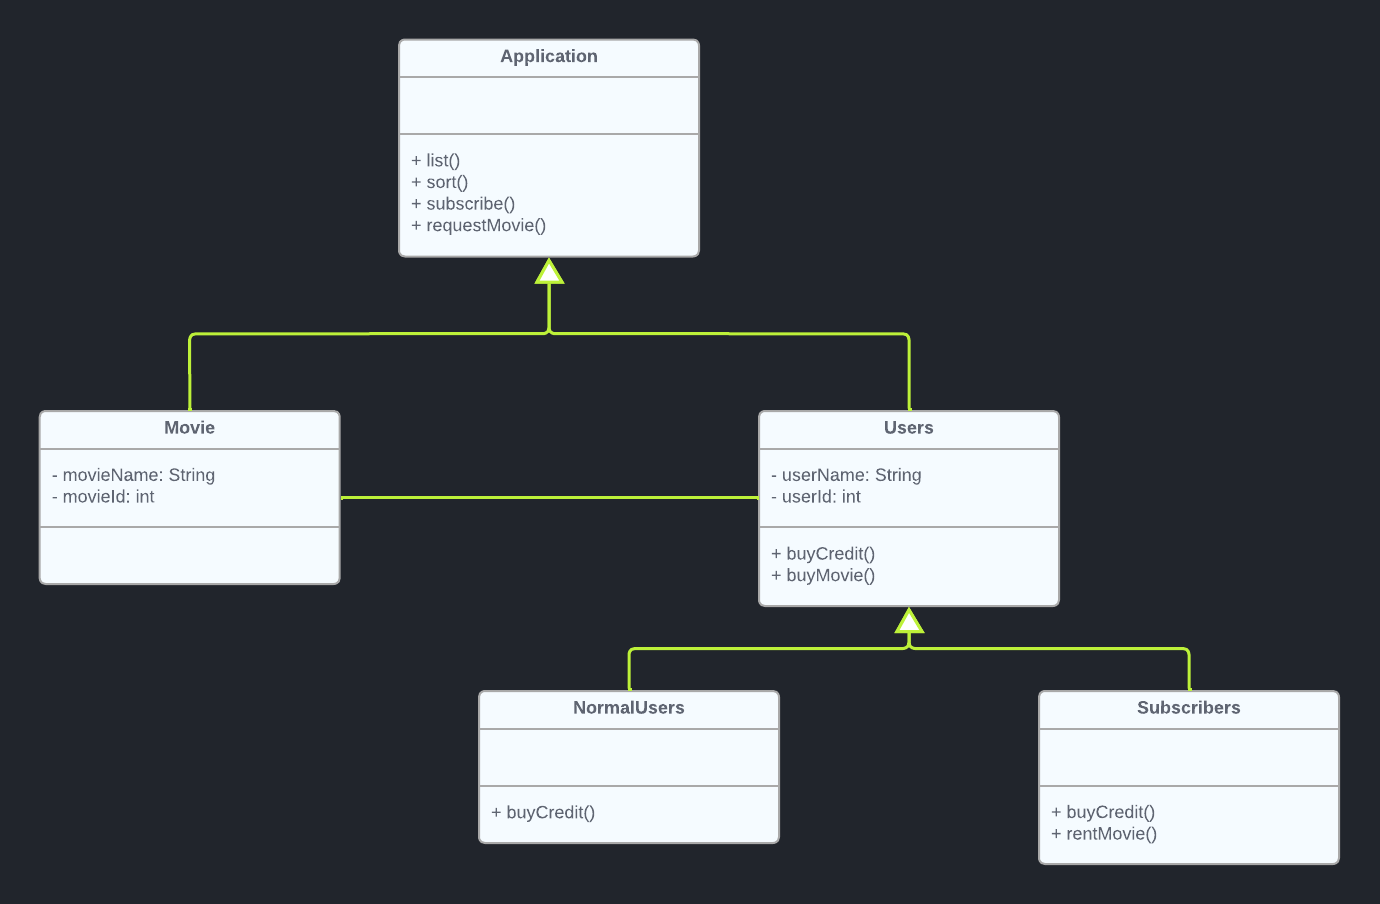 Application
+ list()
+ sort()
+ subscribe()
+ requestMovie()
Movie
- movieName: String
- movieId: int
Users
- userName: String
- userId: int
+ buyCredit()
+ buyMovie()
NormalUsers
+ buyCredit()
Subscribers
+ buyCredit()
+ rentMovie()